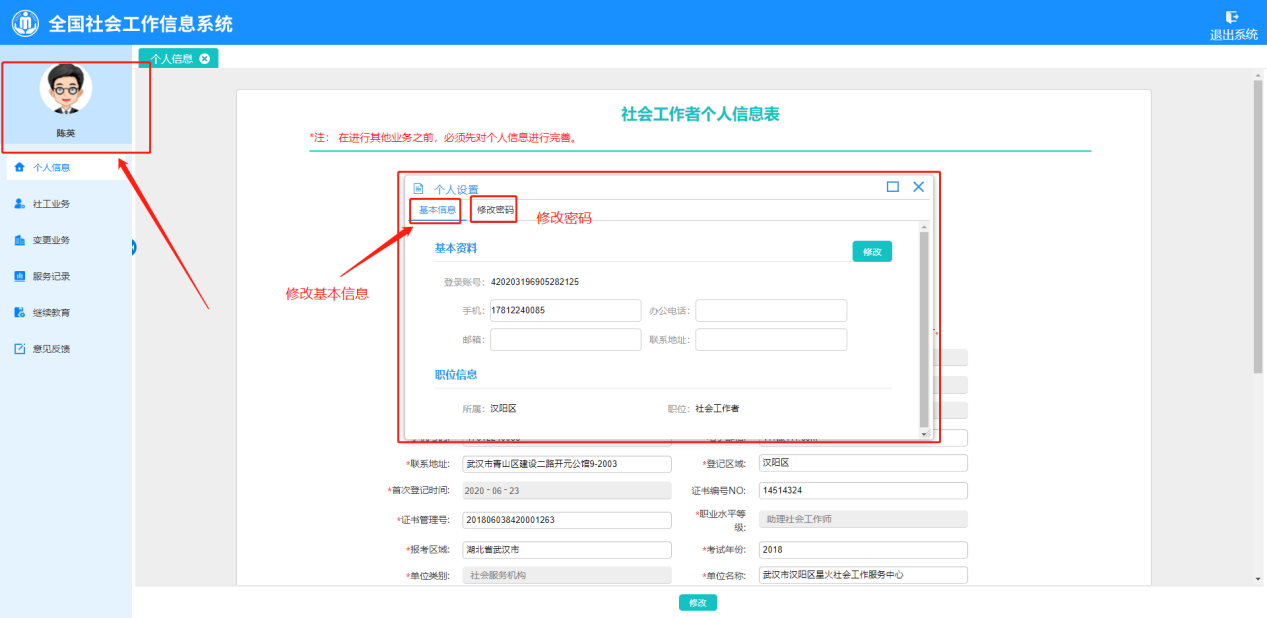 全国社会工作信息系统
退出系统
个人信息
陈英
个人信息
社工业务
变更业务
服务记录
继续教育
意见反馈
社会工作者个人信息表
*注： 在进行其他业务之前，必须先对个人信息进行完善。
个人设置
基本信息 修改密码
修改密码
修改基本信息
基本资料
修改
登录账号： 420203196905282125
手机： 17812240085 办公电话：
邮箱： 联系地址：
职位信息
所属： 汉阳区 职位： 社会工作者
*联系地址: 武汉市青山区建设二路开元公馆9-2003 *登记区域: 汉阳区
*首次登记时间: 2020-06-23 证书编号NO: 14514324
*证书管理号: 201806038420001263 *职业水平等级: 助理社会工作师
*报考区域: 湖北省武汉市 *考试年份: 2018
*单位类别: 社会服务机构 *单位名称: 武汉市汉阳区星火社会工作服务中心
修改